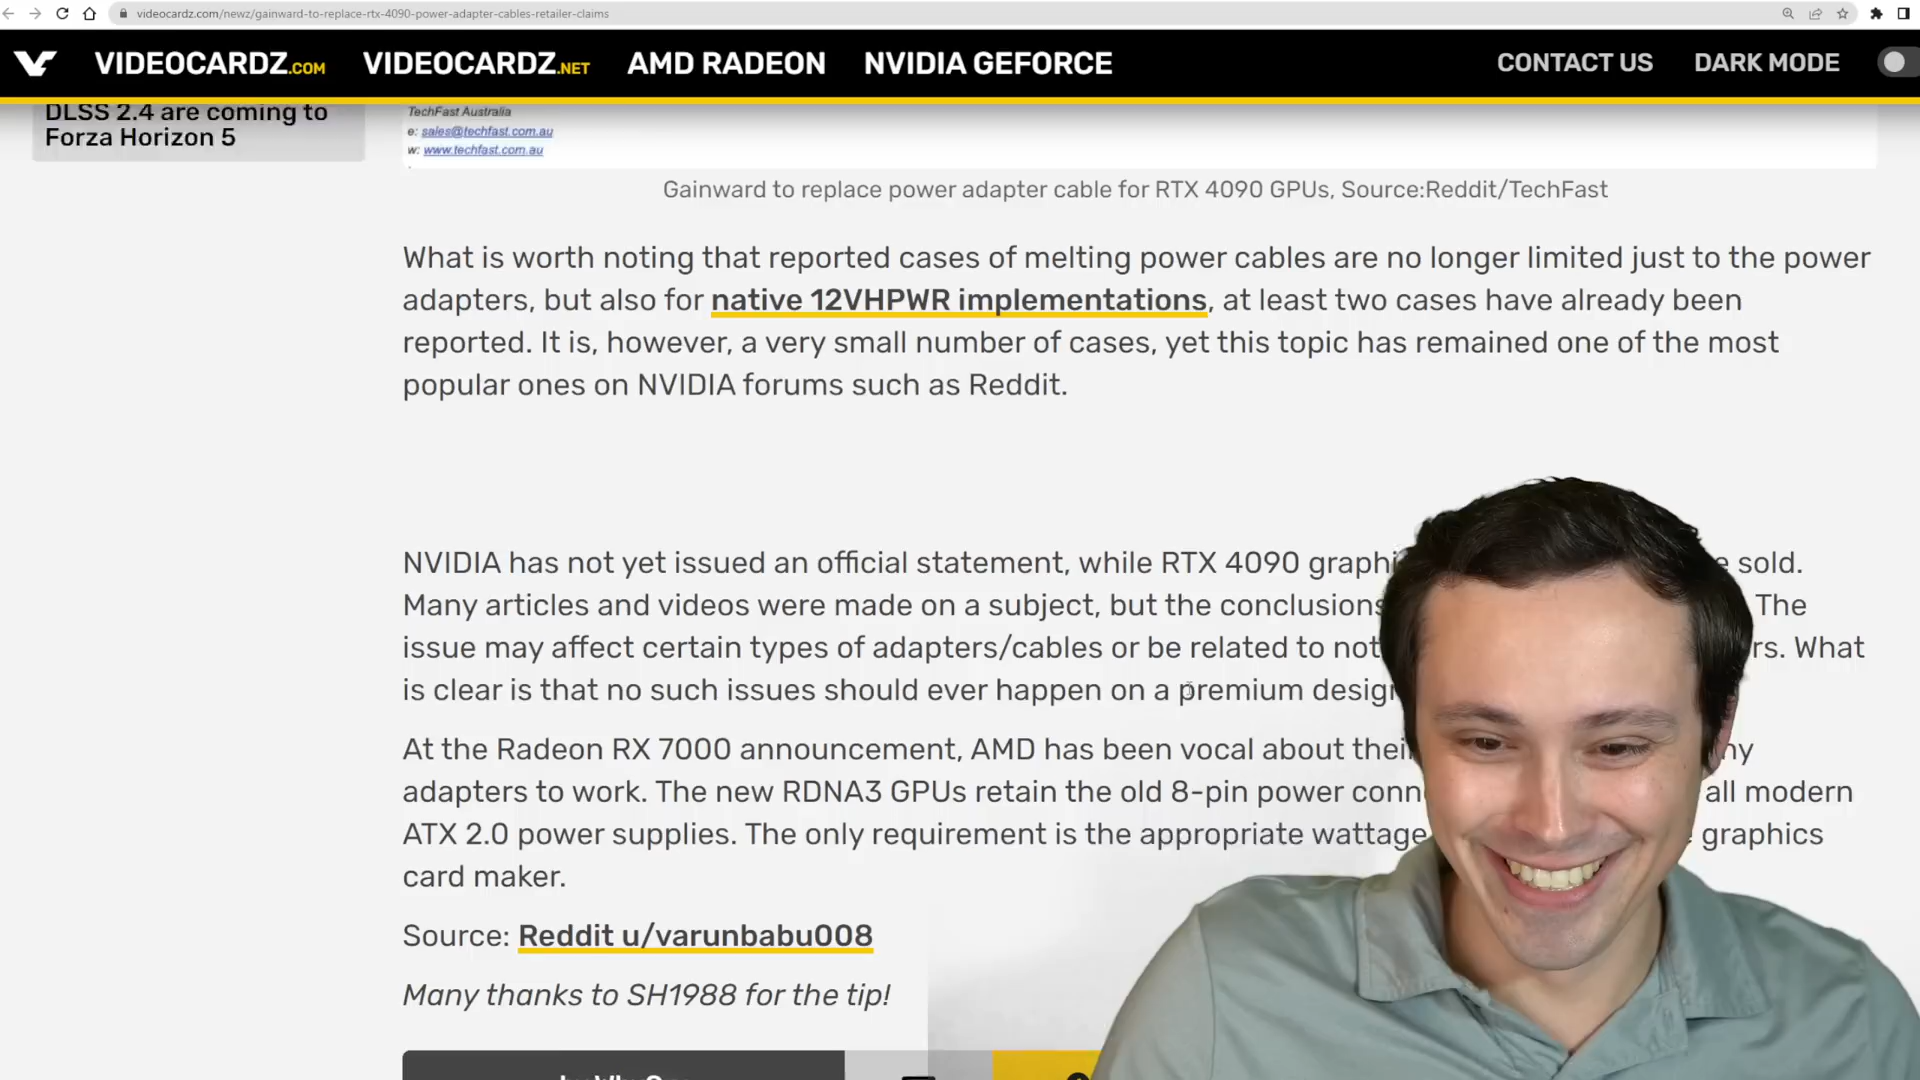 videocardz.com/newz/gainward-to-replace-rtx-4090-power-adapter-cables-retailer-claims
VIDEOCARDZ.COM VIDEOCARDZ.NET AMD RADEON NVIDIA GEFORCE CONTACT US DARK MODE
DLSS 2.4 are coming to
Forza Horizon 5
TechFast Australia
e: sales@techfast.com.au
w: www.techfast.com.au
Gainward to replace power adapter cable for RTX 4090 GPUs, Source:Reddit/TechFast
What is worth noting that reported cases of melting power cables are no longer limited just to the power
adapters, but also for native 12VHPWR implementations, at least two cases have already been
reported. It is, however, a very small number of cases, yet this topic has remained one of the most
popular ones on NVIDIA forums such as Reddit.
NVIDIA has not yet issued an official statement, while RTX 4090 graphi sold.
Many articles and videos were made on a subject, but the conclusions The
issue may affect certain types of adapters/cables or be related to not rs. What
is clear is that no such issues should ever happen on a premium design
At the Radeon RX 7000 announcement, AMD has been vocal about their ny
adapters to work. The new RDNA3 GPUs retain the old 8-pin power conn all modern
ATX 2.0 power supplies. The only requirement is the appropriate wattage graphics
card maker.
Source: Reddit u/varunbabu008
Many thanks to SH1988 for the tip!